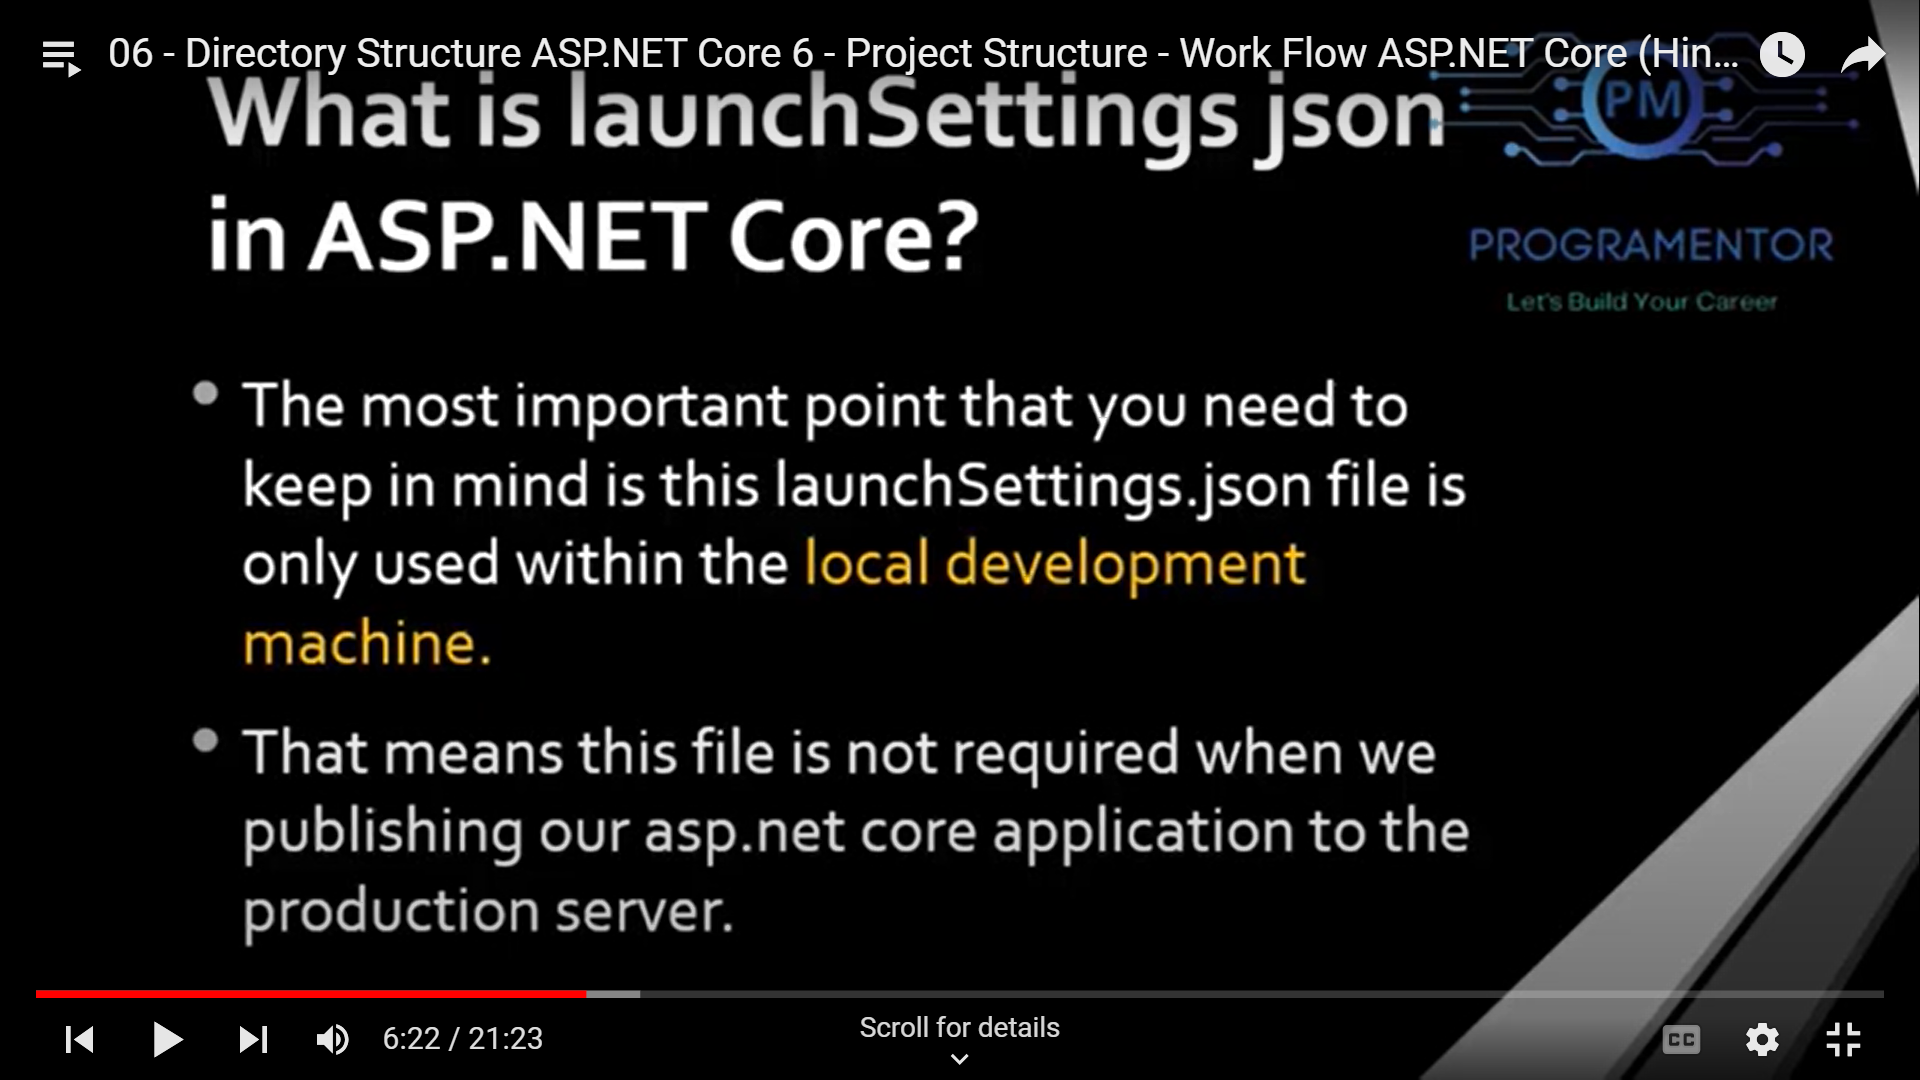 06 - Directory Structure ASP.NET Core 6 - Project Structure - Work Flow ASP.NET Core (Hin...
What is launchSettings json
in ASP.NET Core?
PM
PROGRAMENTOR
Let's Build Your Career
• The most important point that you need to
keep in mind is this launchSettings.json file is
only used within the local development
machine.
• That means this file is not required when we
publishing our asp.net core application to the
production server.
6:22 / 21:23
Scroll for details
CC